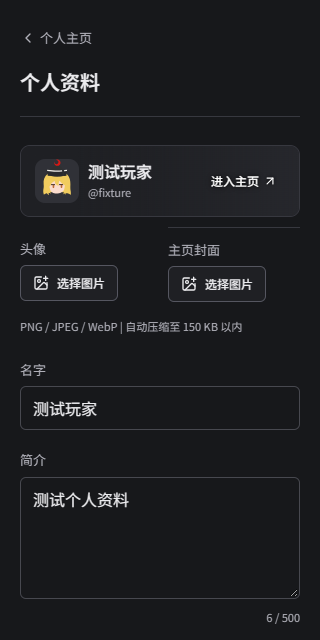 个人主页
个人资料
测试玩家
@fixture
进入主页
头像
主页封面
选择图片
选择图片
PNG / JPEG / WebP | 自动压缩至 150 KB 以内
名字
测试玩家
简介
测试个人资料
6 / 500